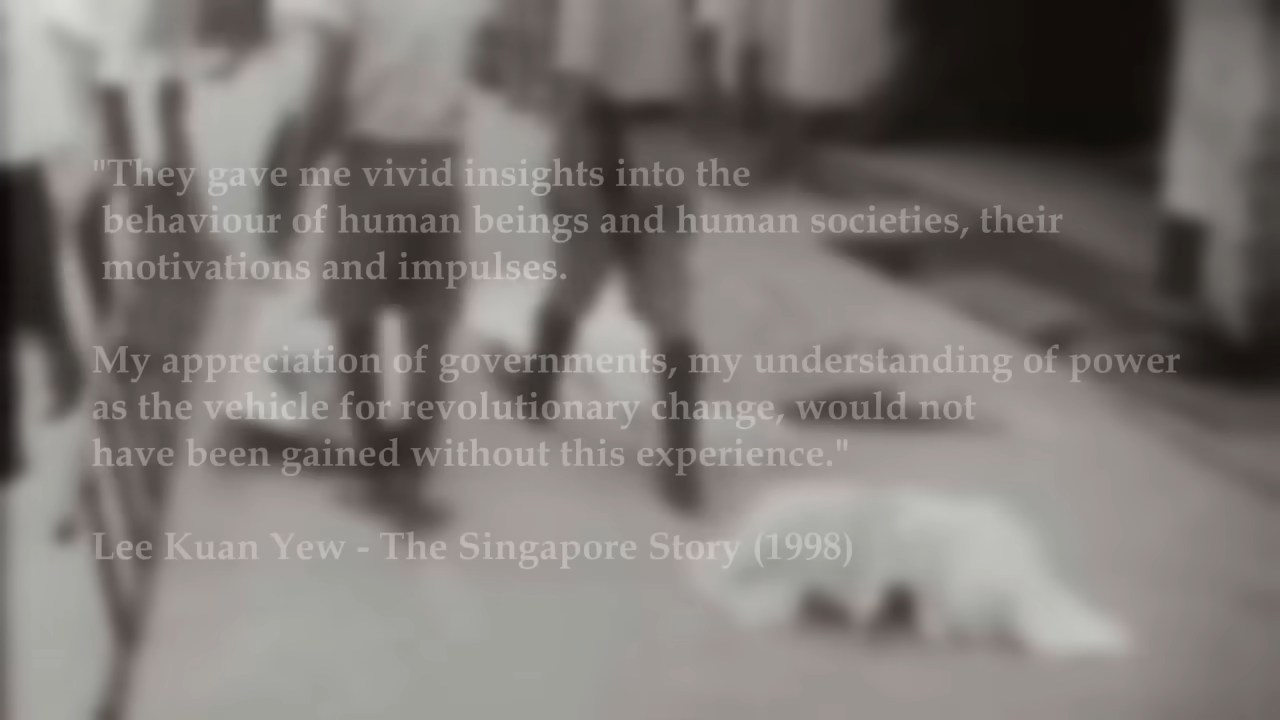 "They gave me vivid insights into the
behaviour of human beings and human societies, their
motivations and impulses.
My appreciation of governments, my understanding of power
as the vehicle for revolutionary change, would not
have been gained without this experience."
Lee Kuan Yew - The Singapore Story (1998)